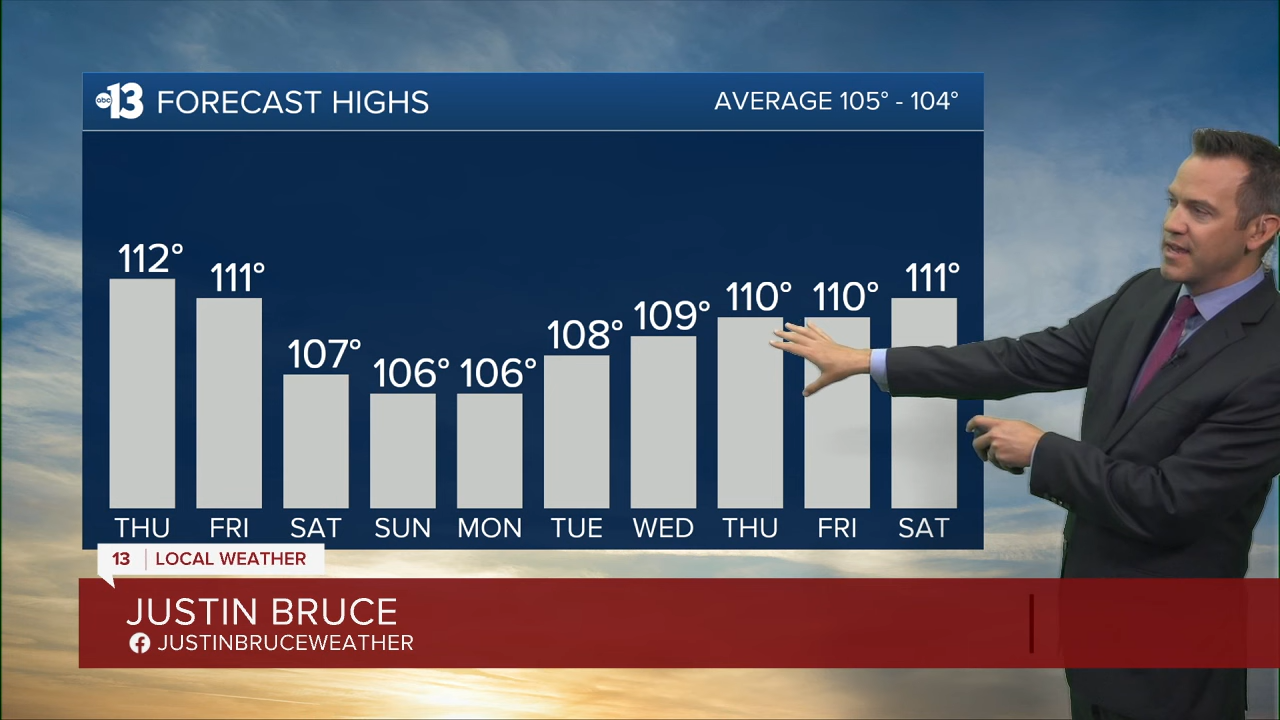 abc 13 FORECAST HIGHS AVERAGE 105° - 104°
112° 111° 107° 106° 106° 108° 109° 110° 110° 111°
THU FRI SAT SUN MON TUE WED THU FRI SAT
13 LOCAL WEATHER
JUSTIN BRUCE
JUSTINBRUCEWEATHER